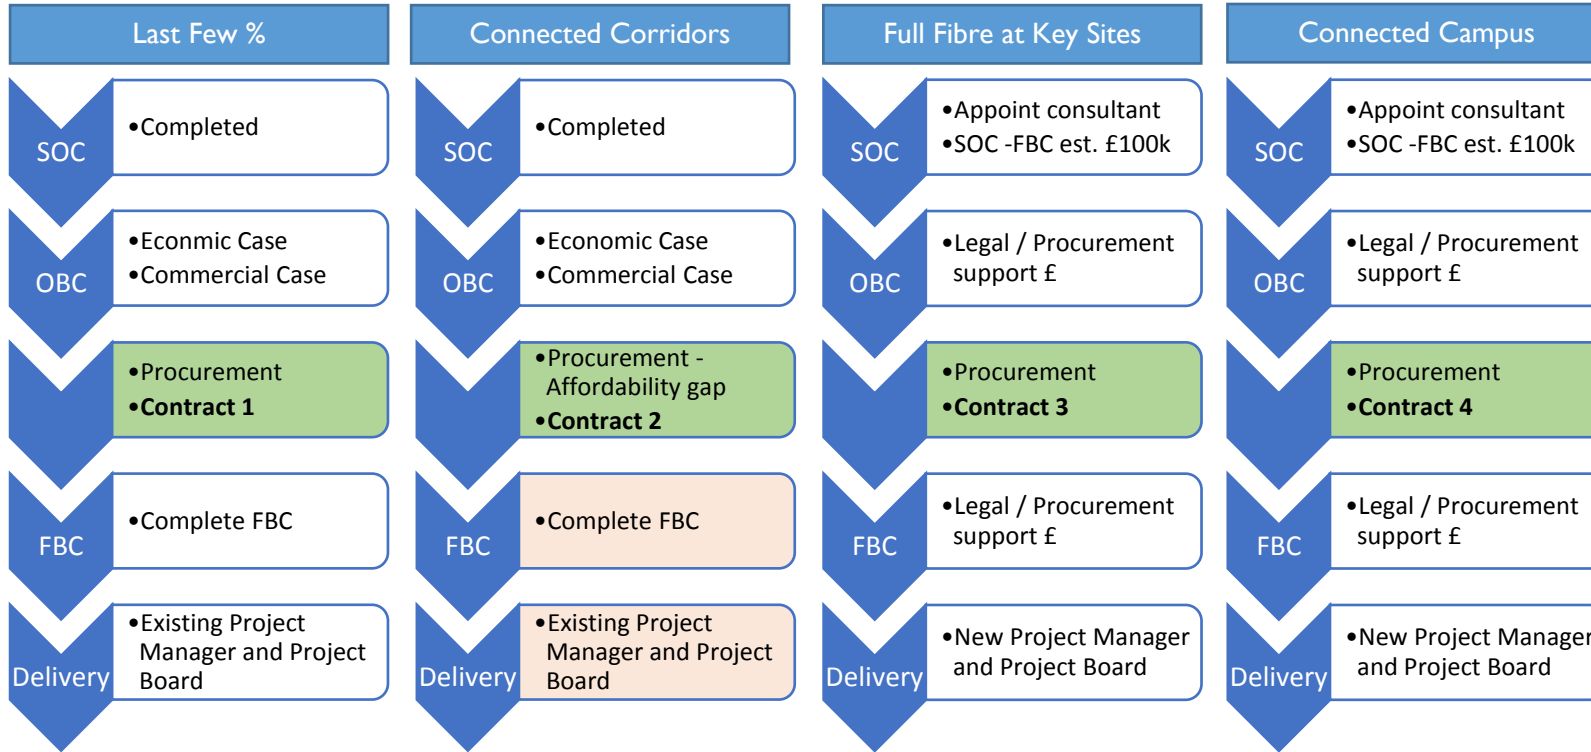 Last Few %
SOC
•Completed
OBC
•Econmic Case
•Commercial Case
•Procurement
•Contract 1
FBC
•Complete FBC
Delivery
•Existing Project
Manager and Project
Board
Connected Corridors
SOC
•Completed
OBC
•Economic Case
•Commercial Case
•Procurement -
Affordability gap
•Contract 2
FBC
•Complete FBC
Delivery
•Existing Project
Manager and Project
Board
Full Fibre at Key Sites
SOC
•Appoint consultant
•SOC -FBC est. £100k
OBC
•Legal / Procurement
support £
•Procurement
•Contract 3
FBC
•Legal / Procurement
support £
Delivery
•New Project Manager
and Project Board
Connected Campus
SOC
•Appoint consultant
•SOC -FBC est. £100k
OBC
•Legal / Procurement
support £
•Procurement
•Contract 4
FBC
•Legal / Procurement
support £
Delivery
•New Project Manager
and Project Board